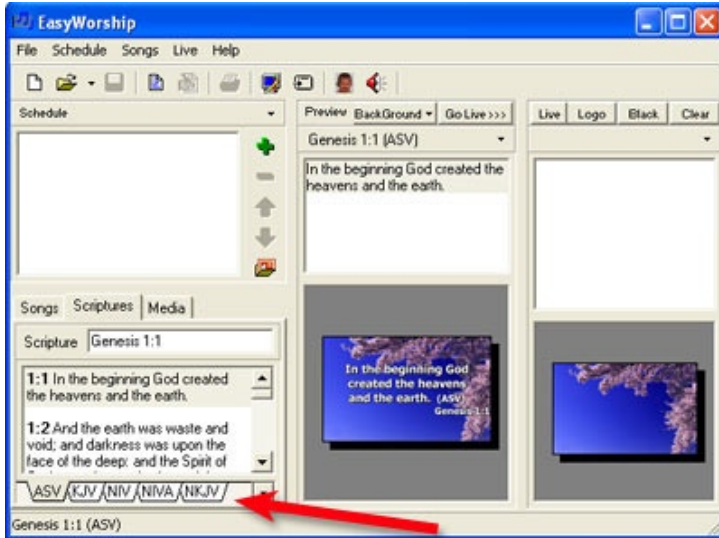 EasyWorship
File Schedule Songs Live Help
Schedule
Preview BackGround Go Live >>>
Live Logo Black Clear
Genesis 1:1 (ASV)
In the beginning God created the
heavens and the earth.
Songs Scriptures Media
Scripture Genesis 1:1
1:1 In the beginning God created
the heavens and the earth.
1:2 And the earth was waste and
void; and darkness was upon the
face of the deep: and the Spirit of
In the beginning God
created the heavens
and the earth. (ASV)
Genesis 1:1
ASV KJV NIV NIVA NKJV
Genesis 1:1 (ASV)